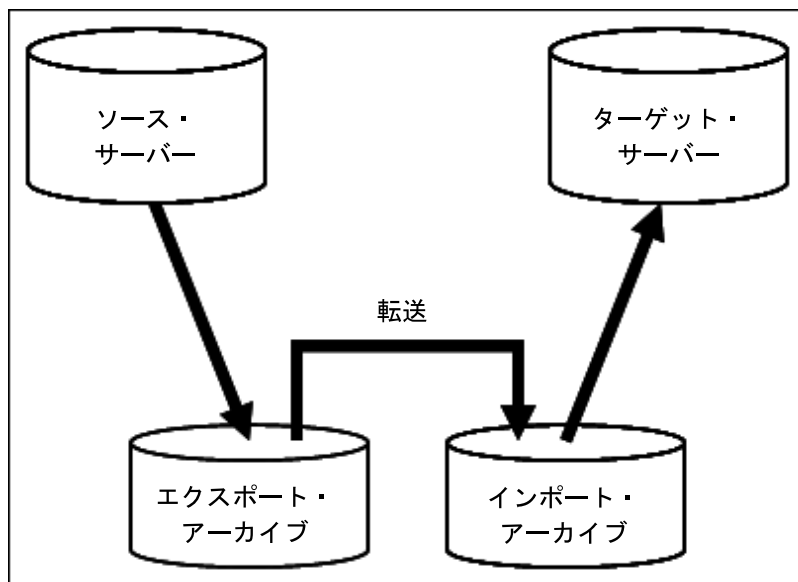 ソース・
サーバー
ターゲット・
サーバー
転送
エクスポート・
アーカイブ
インポート・
アーカイブ